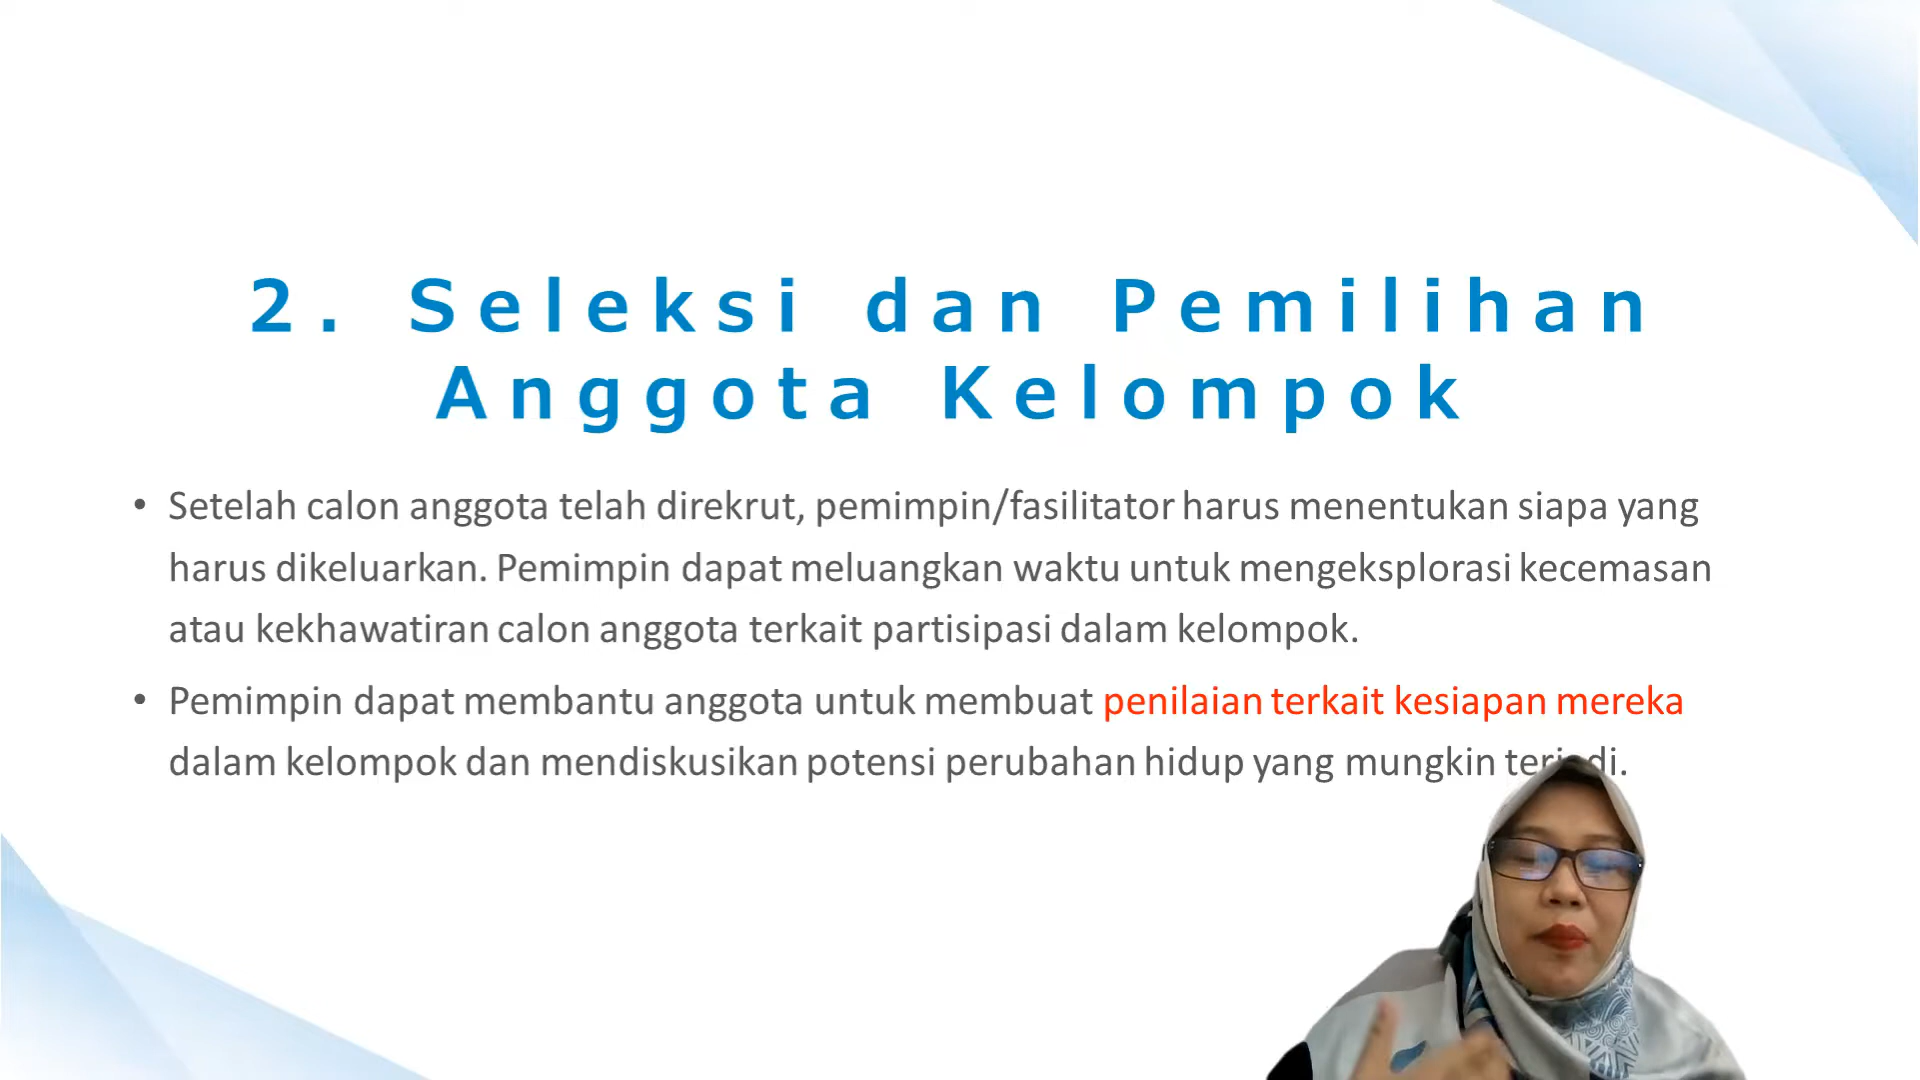 2. Seleksi dan Pemilihan
Anggota Kelompok
• Setelah calon anggota telah direkrut, pemimpin/fasilitator harus menentukan siapa yang
harus dikeluarkan. Pemimpin dapat meluangkan waktu untuk mengeksplorasi kecemasan
atau kekhawatiran calon anggota terkait partisipasi dalam kelompok.
• Pemimpin dapat membantu anggota untuk membuat penilaian terkait kesiapan mereka
dalam kelompok dan mendiskusikan potensi perubahan hidup yang mungkin terjadi.